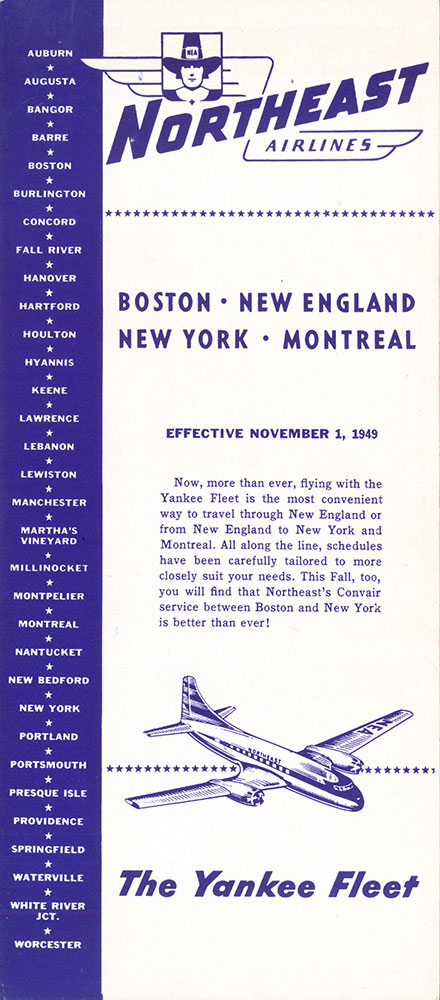 AUBURN
AUGUSTA
BANGOR
BARRE
BOSTON
BURLINGTON
CONCORD
FALL RIVER
HANOVER
HARTFORD
HOULTON
HYANNIS
KEENE
LAWRENCE
LEBANON
LEWISTON
MANCHESTER
MARTHA'S
VINEYARD
MILLINOCKET
MONTPELIER
MONTREAL
NANTUCKET
NEW BEDFORD
NEW YORK
PORTLAND
PORTSMOUTH
PRESQUE ISLE
PROVIDENCE
SPRINGFIELD
WATERVILLE
WHITE RIVER
JCT.
WORCESTER
NEA
NORTHEAST
AIRLINES
BOSTON · NEW ENGLAND
NEW YORK · MONTREAL
EFFECTIVE NOVEMBER 1, 1949
Now, more than ever, flying with the
Yankee Fleet is the most convenient
way to travel through New England or
from New England to New York and
Montreal. All along the line, schedules
have been carefully tailored to more
closely suit your needs. This Fall, too,
you will find that Northeast's Convair
service between Boston and New York
is better than ever!
NEA
NORTHEAST
The Yankee Fleet